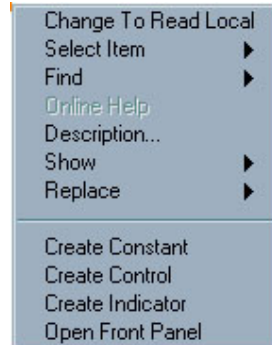 Change To Read Local
Select Item
Find
Online Help
Description...
Show
Replace
Create Constant
Create Control
Create Indicator
Open Front Panel